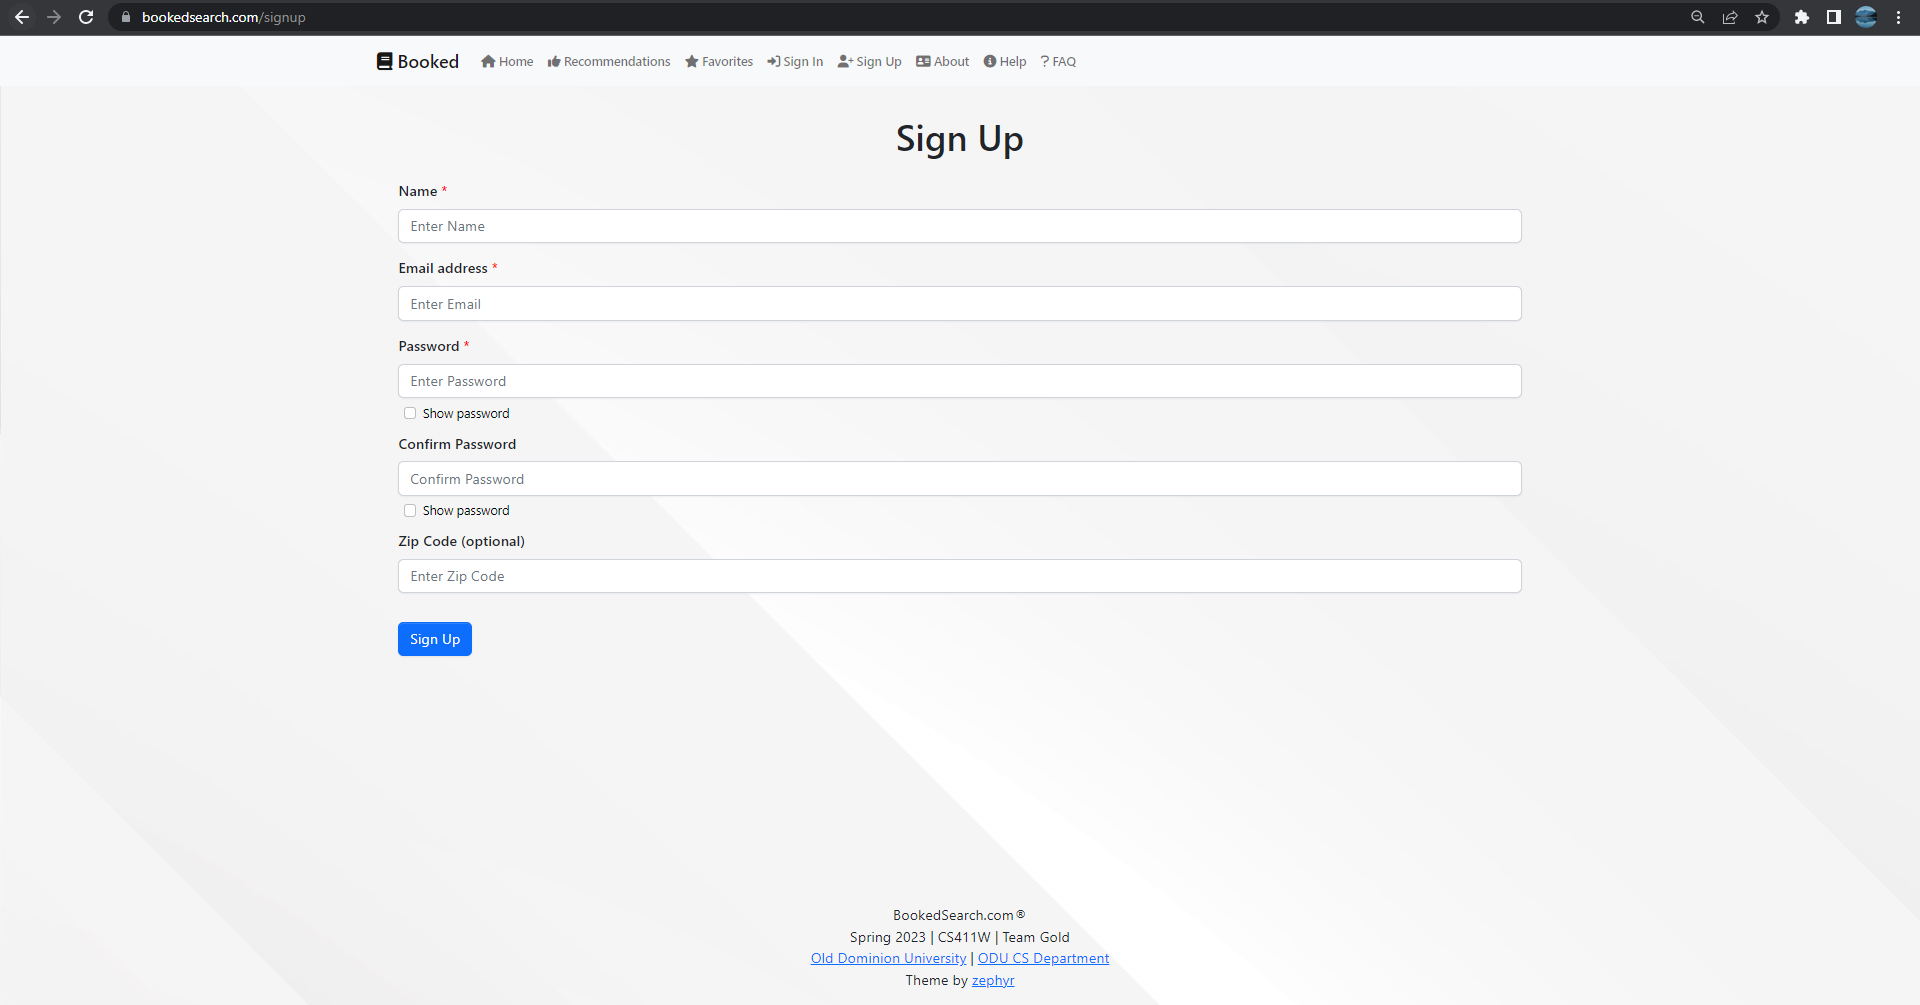 bookedsearch.com/signup
Booked Home Recommendations Favorites Sign In Sign Up About Help ? FAQ
Sign Up
Name *
Enter Name
Email address *
Enter Email
Password *
Enter Password
Show password
Confirm Password
Confirm Password
Show password
Zip Code (optional)
Enter Zip Code
Sign Up
BookedSearch.com®
Spring 2023 | CS411W | Team Gold
Old Dominion University | ODU CS Department
Theme by zephyr